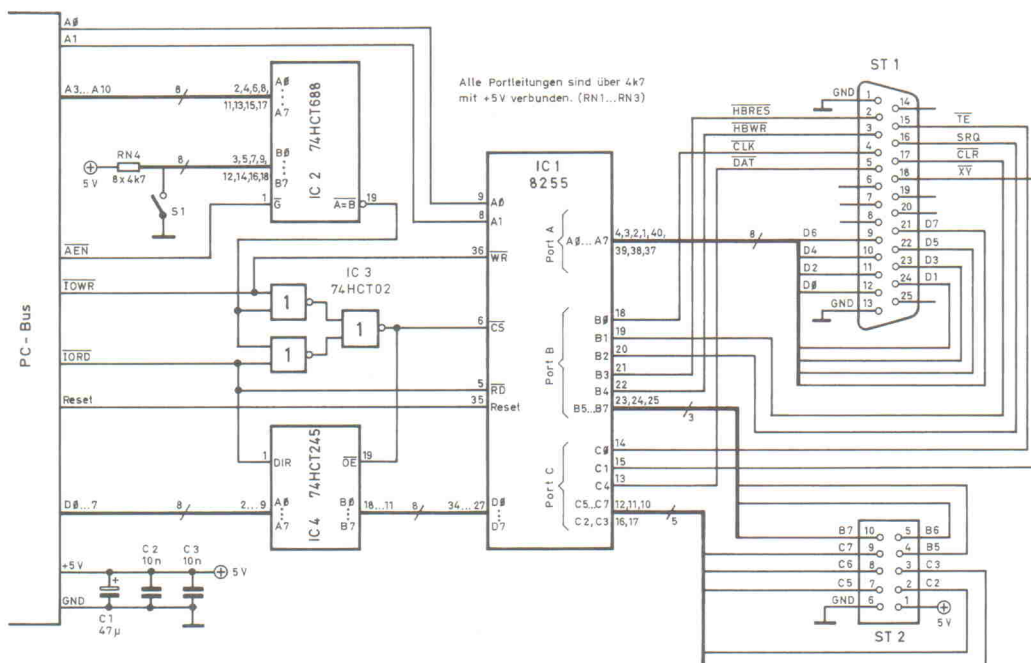 PC-Bus
AØ
A1
A3...A10
8
2,4,6,8,
11,13,15,17
AØ
A7
74HCT688
IC 2
BØ
B7
G
A=B
19
5V
RN4
8x4k7
8
3,5,7,9,
12,14,16,18
S1
1
AEN
IOWR
IORD
Reset
IC 3
74HCT02
1
1
1
1
DIR
OE
19
74HCT245
IC4
DØ...7
8
2...9
AØ
A7
BØ
B7
18...11
8
34...27
+5V
GND
C1
47µ
C2
10n
C3
10n
5V
Alle Portleitungen sind über 4k7
mit +5V verbunden. (RN1...RN3)
IC 1
8255
9
AØ
8
A1
36
WR
6
CS
5
RD
35
Reset
DØ
D7
Port A
AØ...A7
4,3,2,1,40,
39,38,37
8
Port B
BØ
18
B1
19
B2
20
B3
21
B4
22
B5...B7
23,24,25
3
Port C
CØ
14
C1
15
C4
13
C5...C7
12,11,10
C2,C3
16,17
5
ST 1
GND
HBRES
HBWR
CLK
DAT
D6
D4
D2
DØ
GND
1
2
3
4
5
6
7
8
9
10
11
12
13
14
15
16
17
18
19
20
21
22
23
24
25
TE
SRQ
CLR
XY
D7
D5
D3
D1
B7
10
5
B6
C7
9
4
B5
C6
8
3
C3
C5
7
2
C2
GND
6
1
5V
ST 2